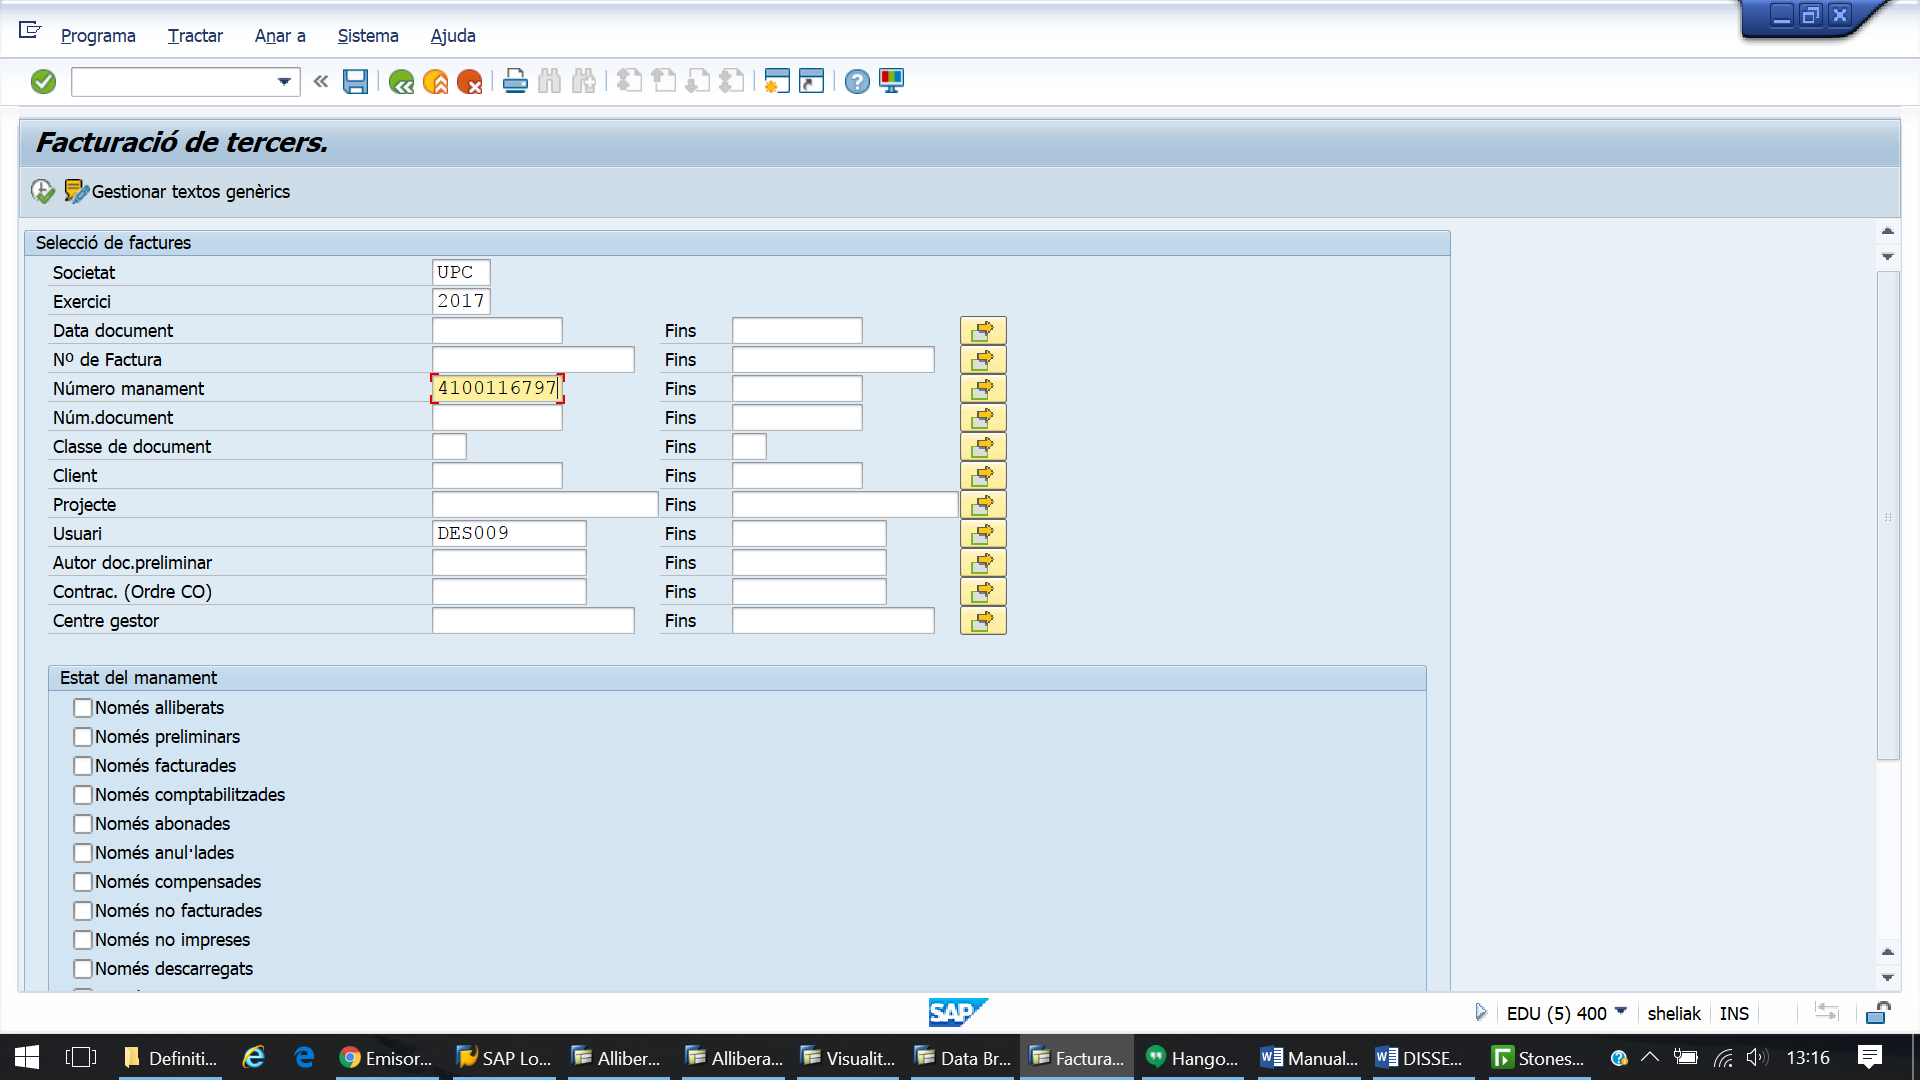 Programa Tractar Anar a Sistema Ajuda
Facturació de tercers.
Gestionar textos genèrics
Selecció de factures
Societat UPC
Exercici 2017
Data document Fins
Nº de Factura Fins
Número manament 4100116797 Fins
Núm.document Fins
Classe de document Fins
Client Fins
Projecte Fins
Usuari DES009 Fins
Autor doc.preliminar Fins
Contrac. (Ordre CO) Fins
Centre gestor Fins
Estat del manament
Només alliberats
Només preliminars
Només facturades
Només comptabilitzades
Només abonades
Només anul·lades
Només compensades
Només no facturades
Només no impreses
Només descarregats
SAP EDU (5) 400 sheliak INS
Definiti... Emisor... SAP Lo... Alliber... Allibera... Visualit... Data Br... Factura... Hango... Manual... DISSE... Stones... 13:16